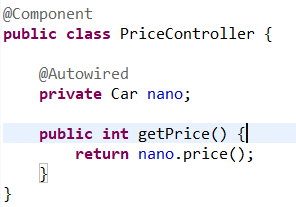 @Component
public class PriceController {
@Autowired
private Car nano;
public int getPrice() {
return nano.price();
}
}